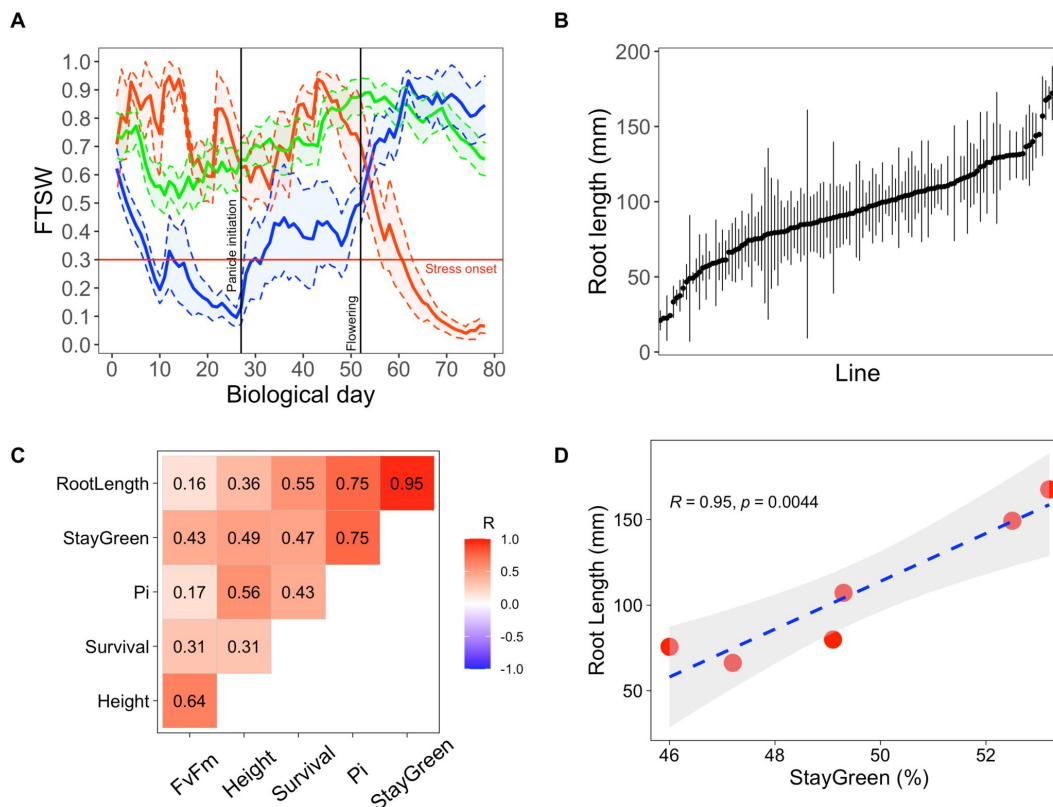 A
FTSW
1.0
0.9
0.8
0.7
0.6
0.5
0.4
0.3
0.2
0.1
0.0
Panicle initiation
Flowering
Stress onset
0 10 20 30 40 50 60 70 80
Biological day
B
Root length (mm)
200
150
100
50
0
Line
C
RootLength 0.16 0.36 0.55 0.75 0.95
StayGreen 0.43 0.49 0.47 0.75
Pi 0.17 0.56 0.43
Survival 0.31 0.31
Height 0.64
FvFm Height Survival Pi StayGreen
R
1.0
0.5
0.0
-0.5
-1.0
D
R = 0.95, p = 0.0044
Root Length (mm)
150
100
50
46 48 50 52
StayGreen (%)